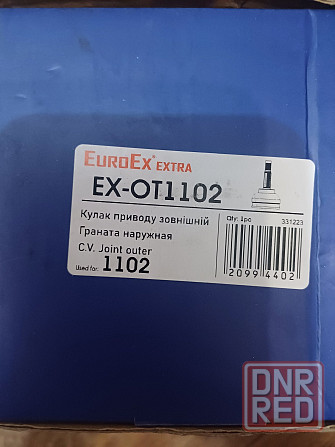 EUROEX® EXTRA
EX-OT1102
Кулак приводу зовнішній
Граната наружная
C.V. Joint outer
Used for: 1102
Qty: 1pc 331223
2099 4402
DNR
RED